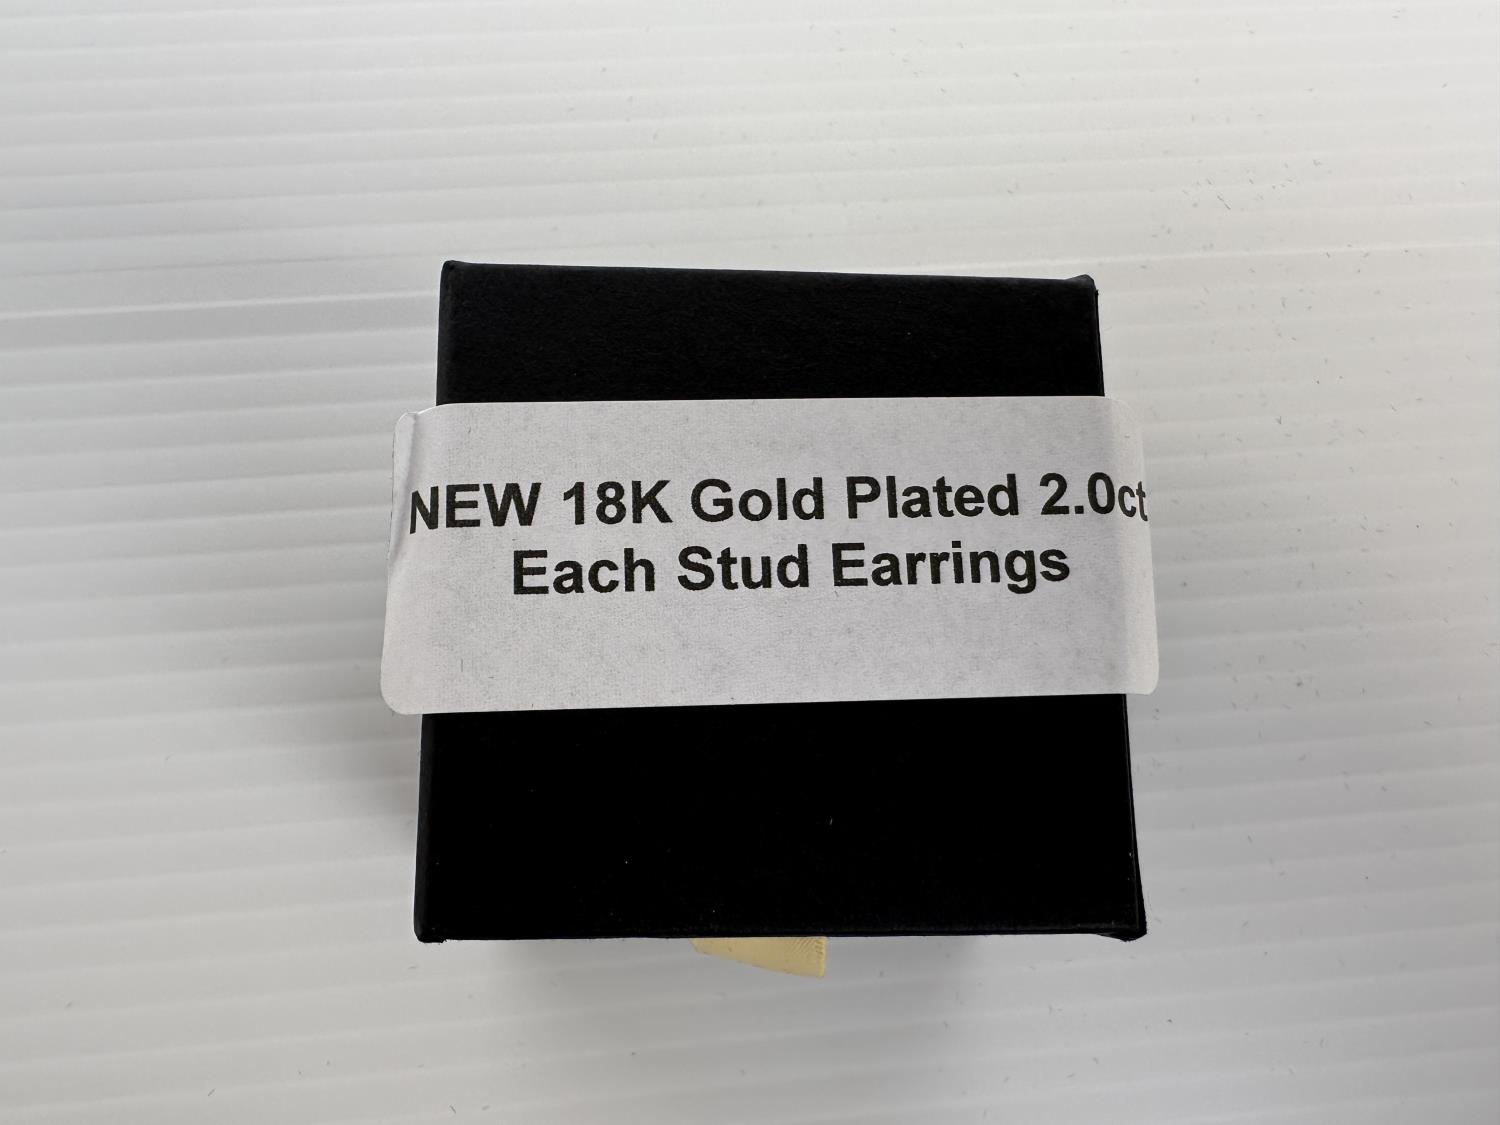 NEW 18K Gold Plated 2.0ct
Each Stud Earrings